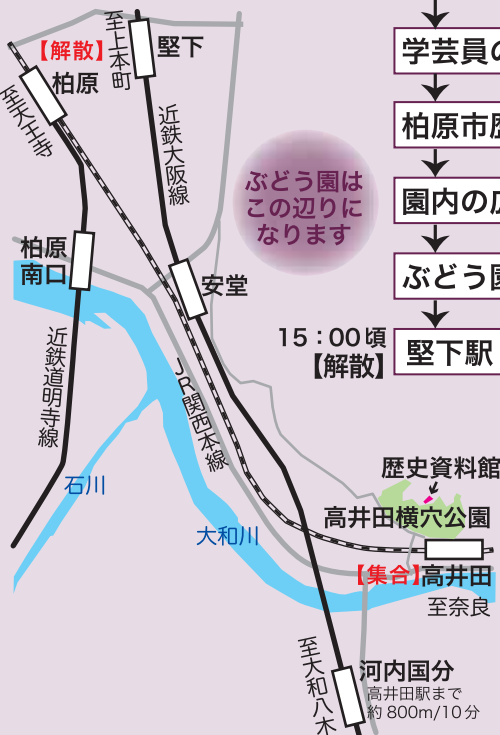 至上本町
【解散】
堅下
柏原
至天王寺
近鉄大阪線
学芸員の
柏原市歴
園内の広
ぶどう園
堅下駅
15：00頃
【解散】
ぶどう園は
この辺りに
なります
柏原
南口
安堂
近鉄道明寺線
JR関西本線
石川
大和川
歴史資料館
高井田横穴公園
【集合】高井田
至奈良
至大和八木
河内国分
高井田駅まで
約800m/10分